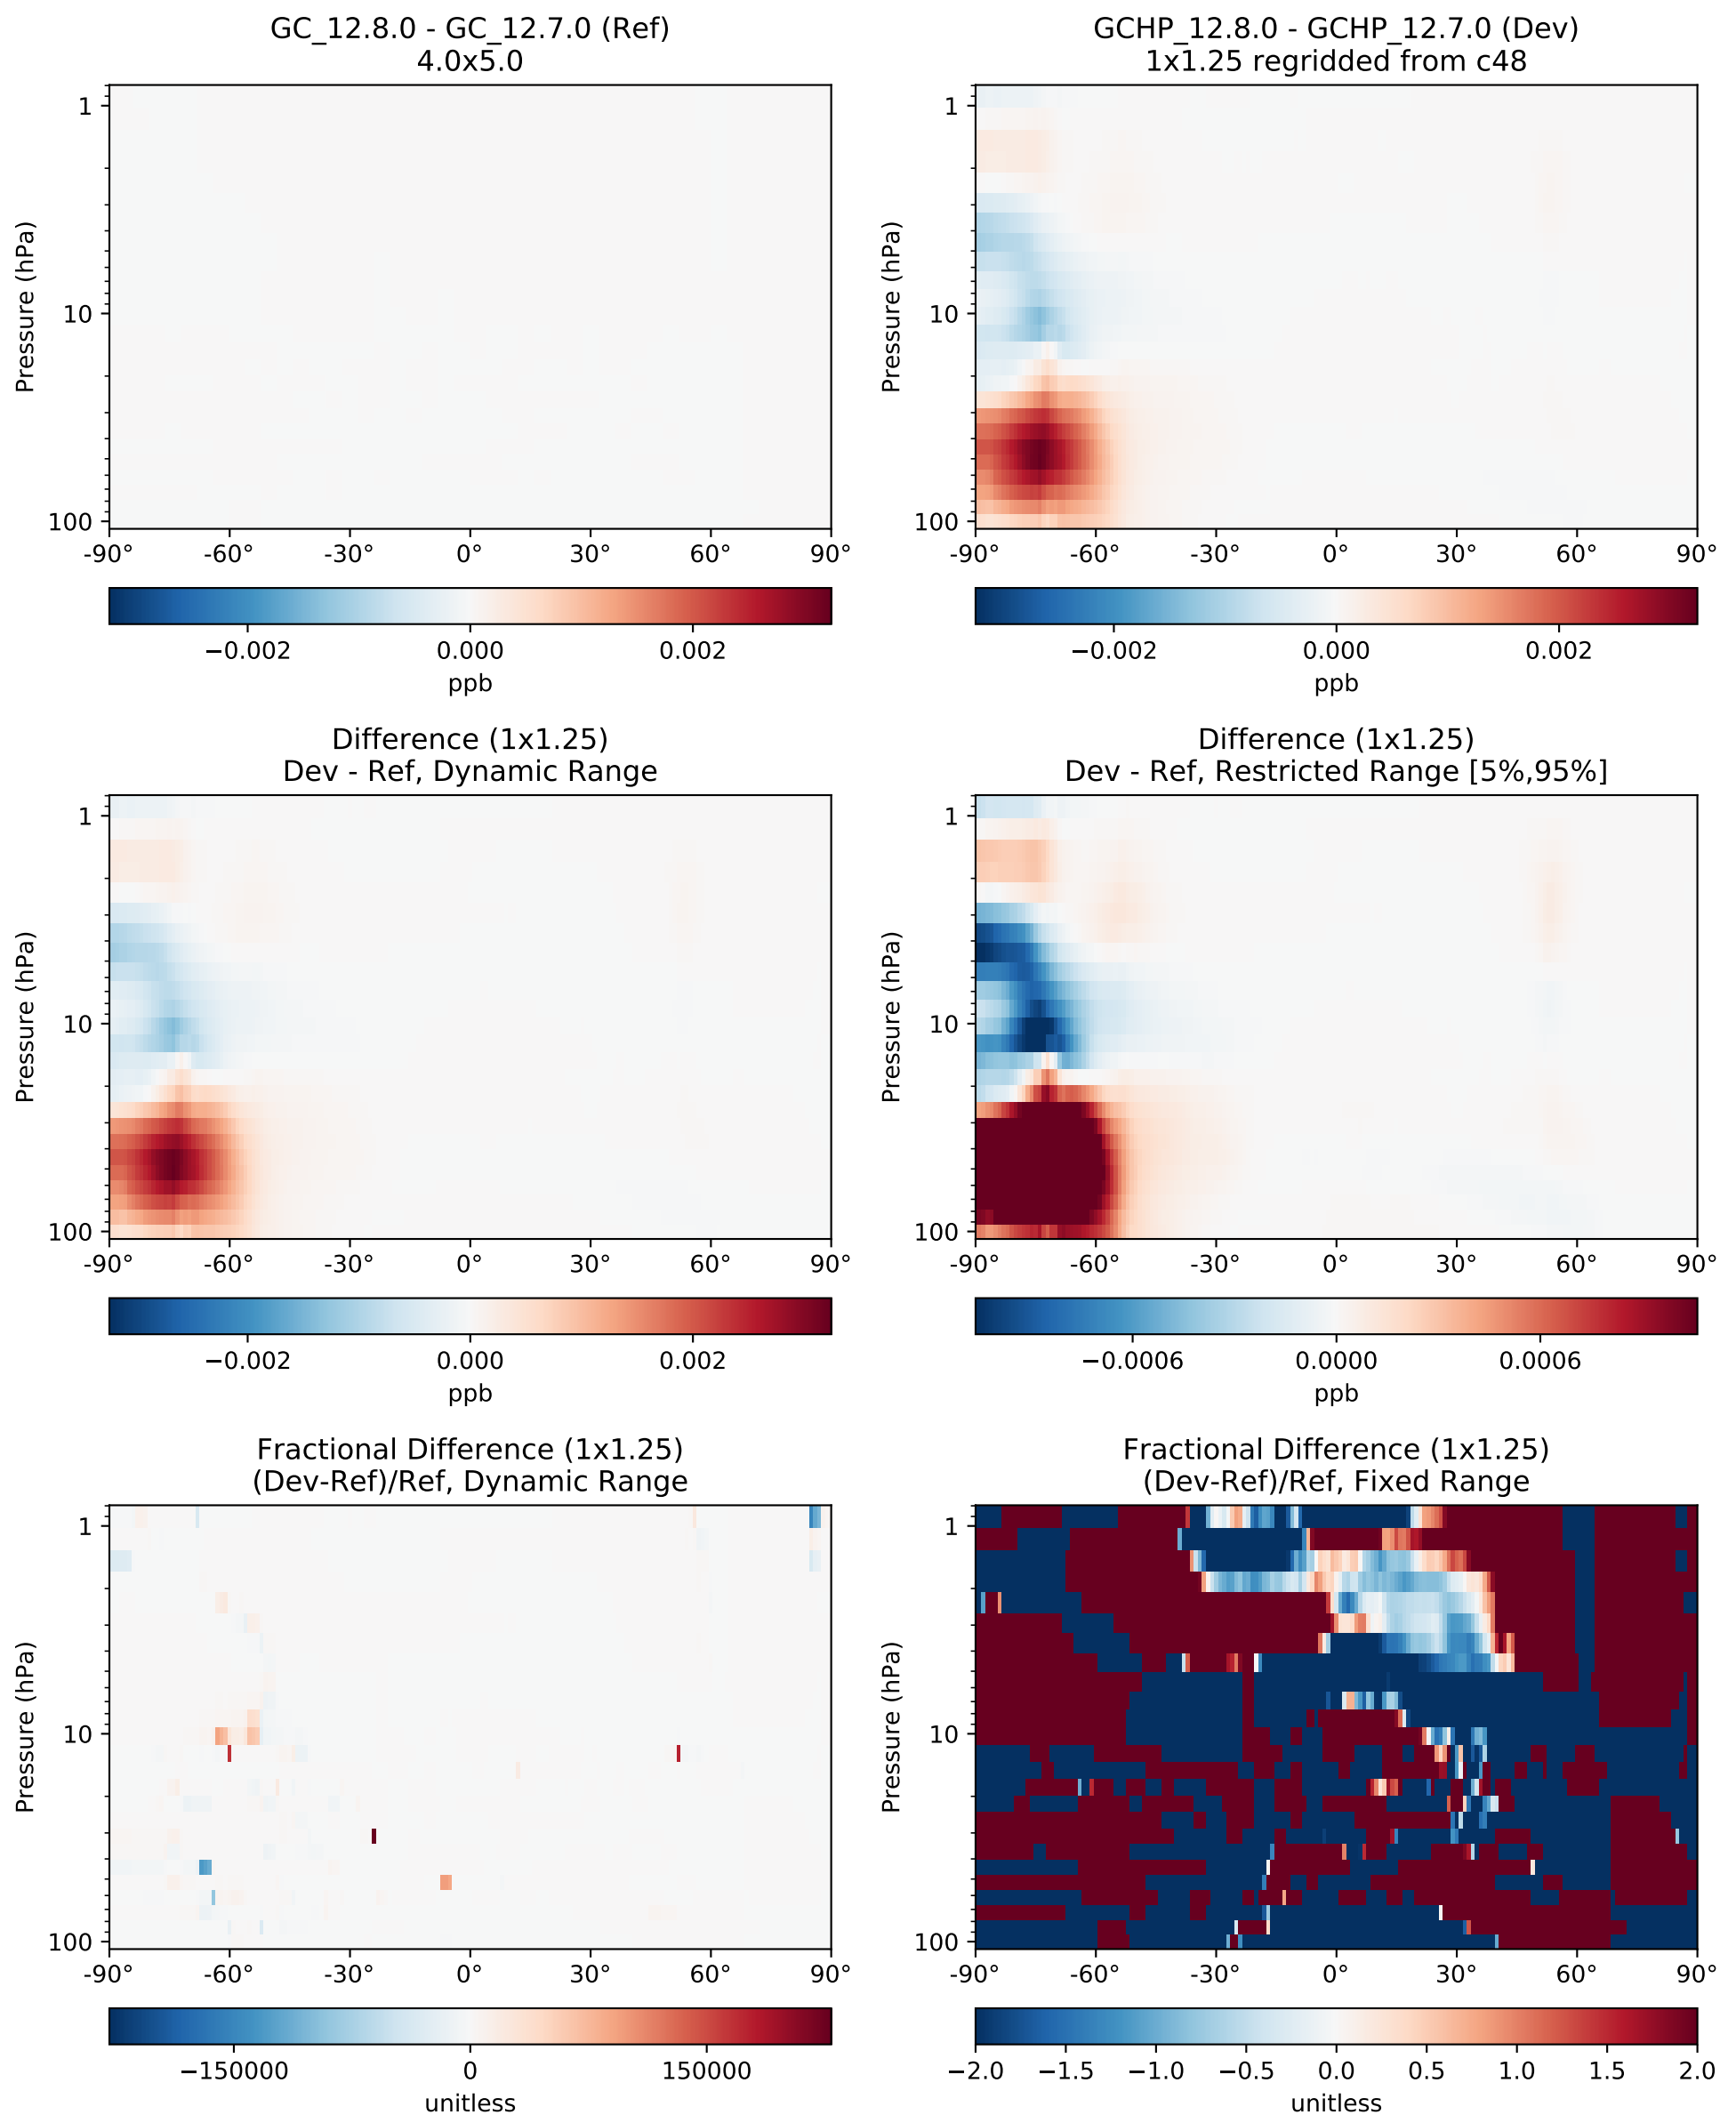 GC_12.8.0 - GC_12.7.0 (Ref)
4.0x5.0
1
10
100
Pressure (hPa)
-90° -60° -30° 0° 30° 60° 90°
−0.002 0.000 0.002
ppb
GCHP_12.8.0 - GCHP_12.7.0 (Dev)
1x1.25 regridded from c48
1
10
100
Pressure (hPa)
-90° -60° -30° 0° 30° 60° 90°
−0.002 0.000 0.002
ppb
Difference (1x1.25)
Dev - Ref, Dynamic Range
1
10
100
Pressure (hPa)
-90° -60° -30° 0° 30° 60° 90°
−0.002 0.000 0.002
ppb
Difference (1x1.25)
Dev - Ref, Restricted Range [5%,95%]
1
10
100
Pressure (hPa)
-90° -60° -30° 0° 30° 60° 90°
−0.0006 0.0000 0.0006
ppb
Fractional Difference (1x1.25)
(Dev-Ref)/Ref, Dynamic Range
1
10
100
Pressure (hPa)
-90° -60° -30° 0° 30° 60° 90°
−150000 0 150000
unitless
Fractional Difference (1x1.25)
(Dev-Ref)/Ref, Fixed Range
1
10
100
Pressure (hPa)
-90° -60° -30° 0° 30° 60° 90°
−2.0 −1.5 −1.0 −0.5 0.0 0.5 1.0 1.5 2.0
unitless